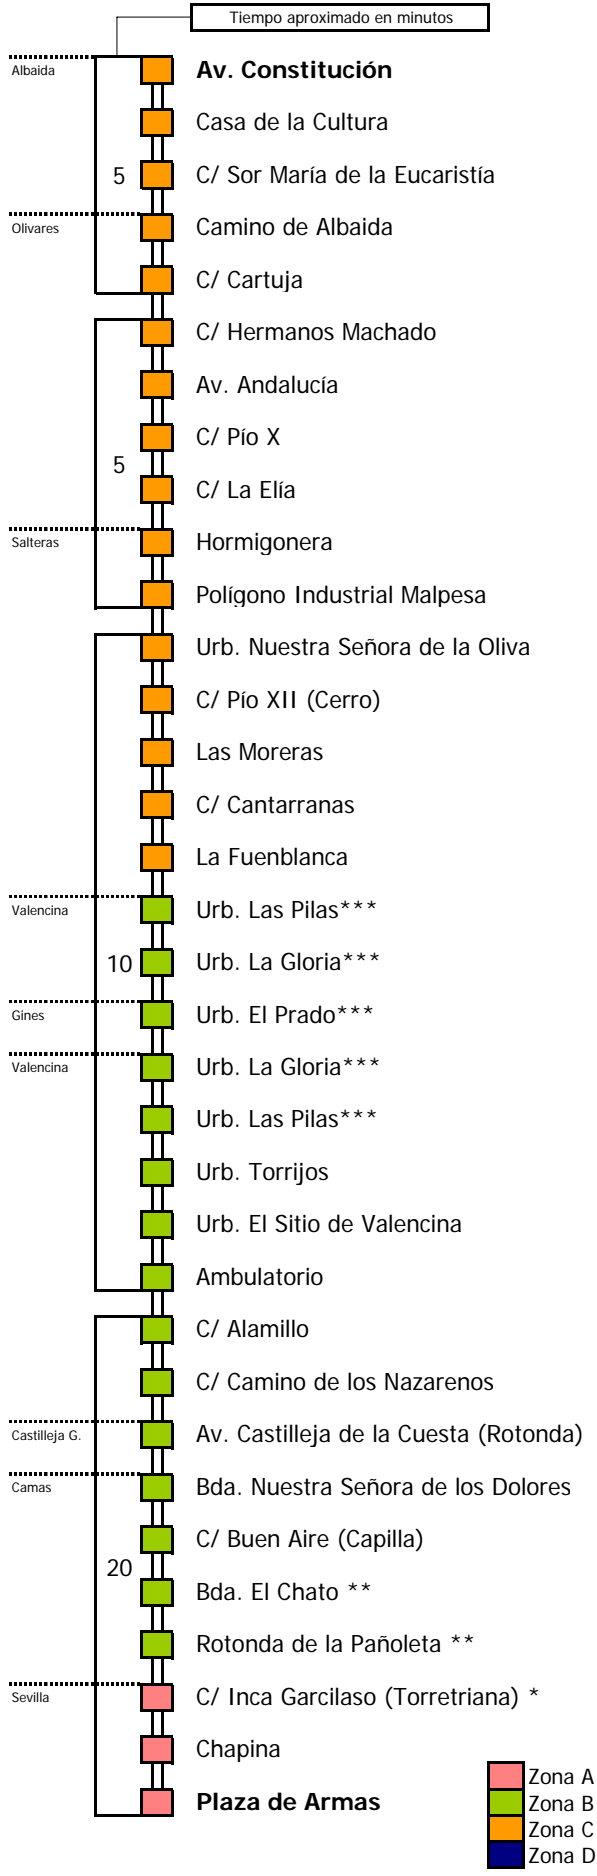 Tiempo aproximado en minutos
Albaida
Av. Constitución
Casa de la Cultura
5
C/ Sor María de la Eucaristía
Olivares
Camino de Albaida
C/ Cartuja
C/ Hermanos Machado
Av. Andalucía
C/ Pío X
5
C/ La Elía
Salteras
Hormigonera
Polígono Industrial Malpesa
Urb. Nuestra Señora de la Oliva
C/ Pío XII (Cerro)
Las Moreras
C/ Cantarranas
La Fuenblanca
Valencina
Urb. Las Pilas***
10
Urb. La Gloria***
Gines
Urb. El Prado***
Valencina
Urb. La Gloria***
Urb. Las Pilas***
Urb. Torrijos
Urb. El Sitio de Valencina
Ambulatorio
C/ Alamillo
C/ Camino de los Nazarenos
Castilleja G.
Av. Castilleja de la Cuesta (Rotonda)
Camas
Bda. Nuestra Señora de los Dolores
C/ Buen Aire (Capilla)
20
Bda. El Chato **
Rotonda de la Pañoleta **
Sevilla
C/ Inca Garcilaso (Torretriana) *
Chapina
Plaza de Armas
Zona A
Zona B
Zona C
Zona D